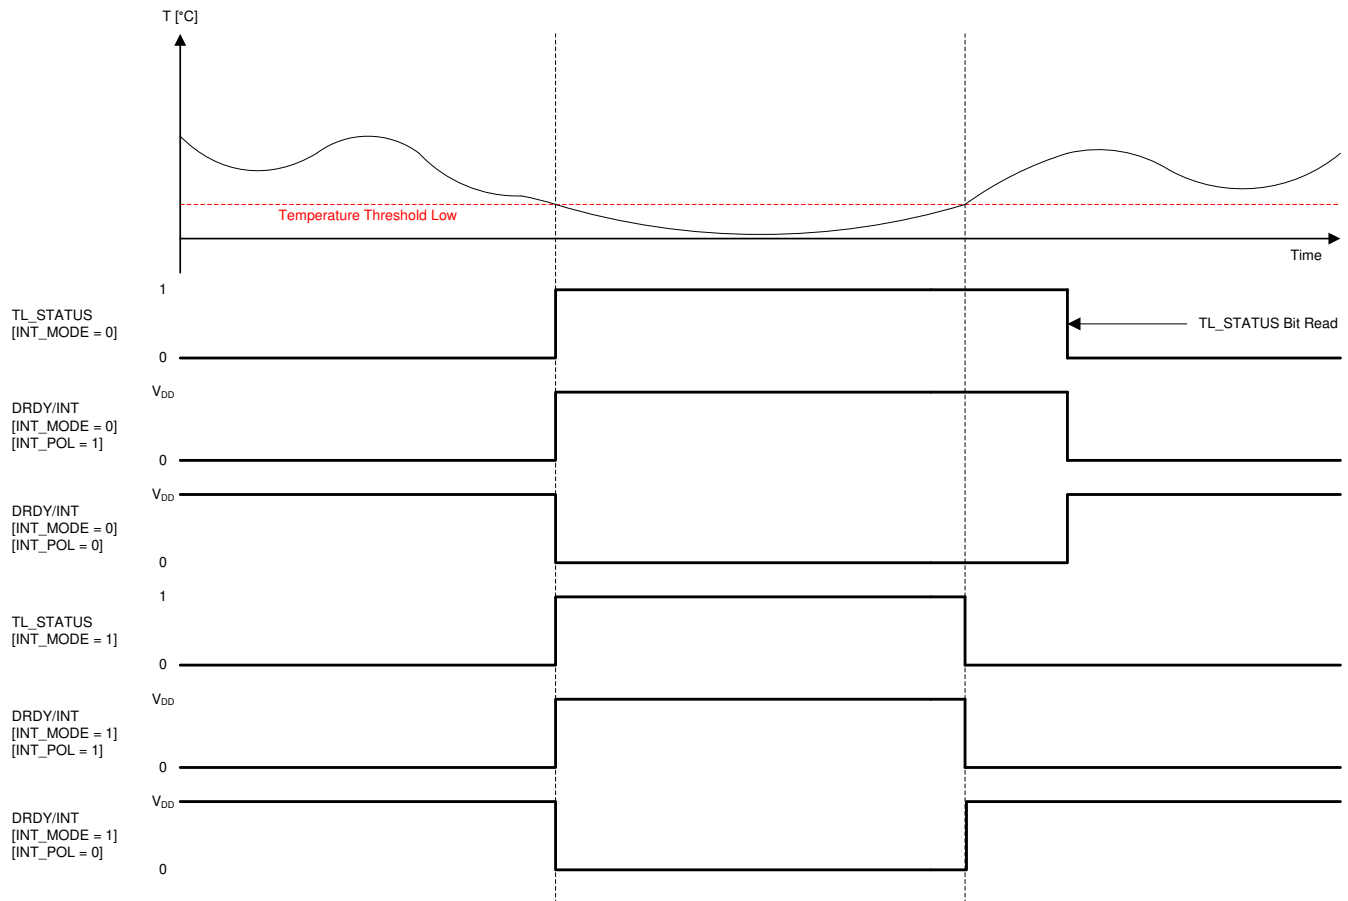 T [°C]
Temperature Threshold Low
Time
1
TL_STATUS
[INT_MODE = 0]
TL_STATUS Bit Read
0
VDD
DRDY/INT
[INT_MODE = 0]
[INT_POL = 1]
0
VDD
DRDY/INT
[INT_MODE = 0]
[INT_POL = 0]
0
1
TL_STATUS
[INT_MODE = 1]
0
VDD
DRDY/INT
[INT_MODE = 1]
[INT_POL = 1]
0
VDD
DRDY/INT
[INT_MODE = 1]
[INT_POL = 0]
0